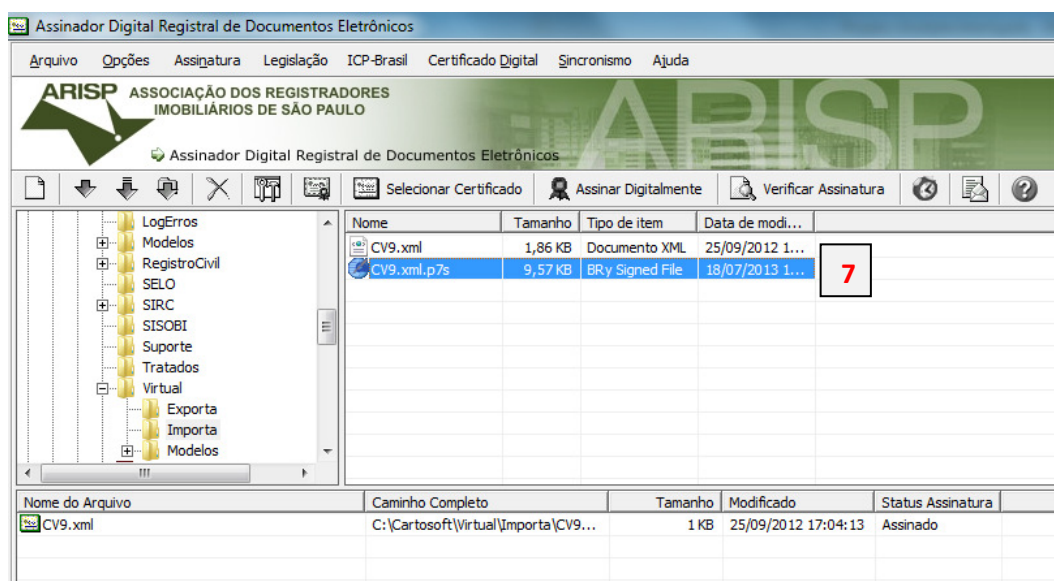 Assinador Digital Registral de Documentos Eletrônicos
Arquivo Opções Assinatura Legislação ICP-Brasil Certificado Digital Sincronismo Ajuda
ARISP ASSOCIAÇÃO DOS REGISTRADORES
IMOBILIÁRIOS DE SÃO PAULO
ARISP
Assinador Digital Registral de Documentos Eletrônicos
Selecionar Certificado Assinar Digitalmente Verificar Assinatura
LogErros
Modelos
RegistroCivil
SELO
SIRC
SISOBI
Suporte
Tratados
Virtual
Exporta
Importa
Modelos
Nome Tamanho Tipo de item Data de modi...
CV9.xml 1,86 KB Documento XML 25/09/2012 1...
CV9.xml.p7s 9,57 KB BRy Signed File 18/07/2013 1...
7
Nome do Arquivo Caminho Completo Tamanho Modificado Status Assinatura
CV9.xml C:\Cartosoft\Virtual\Importa\CV9... 1 KB 25/09/2012 17:04:13 Assinado